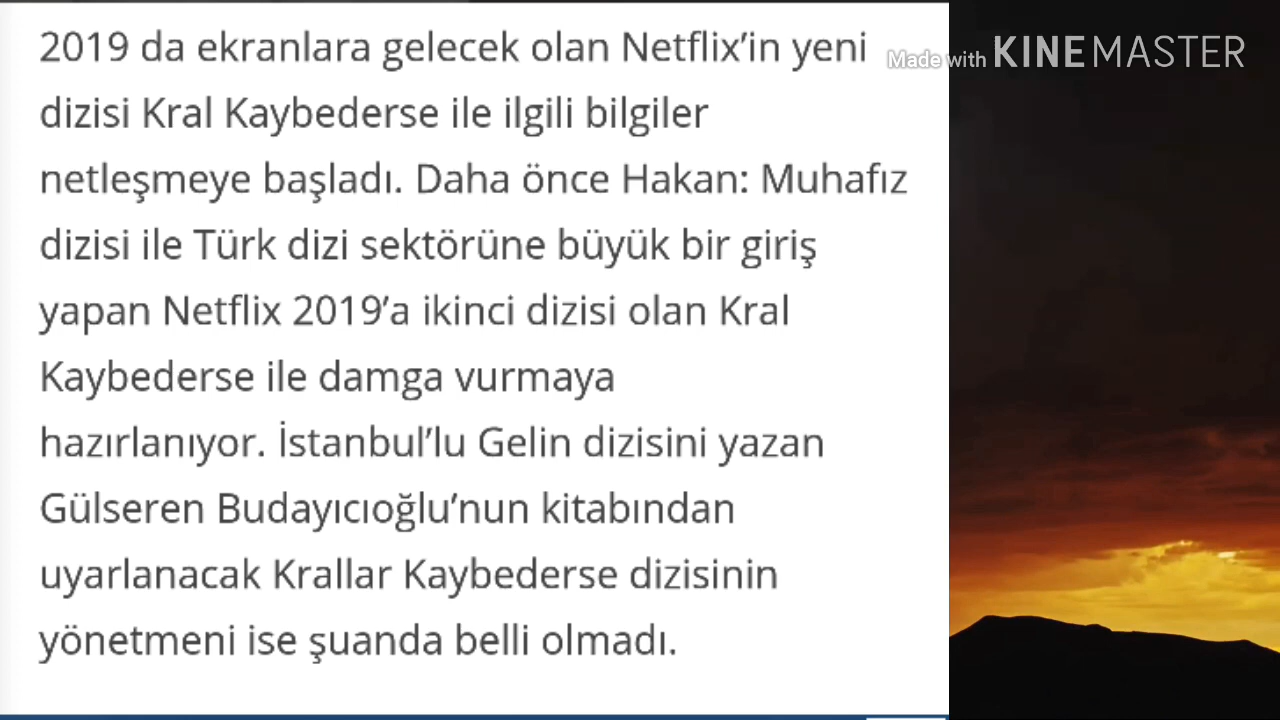 2019 da ekranlara gelecek olan Netflix’in yeni
dizisi Kral Kaybederse ile ilgili bilgiler
netleşmeye başladı. Daha önce Hakan: Muhafız
dizisi ile Türk dizi sektörüne büyük bir giriş
yapan Netflix 2019’a ikinci dizisi olan Kral
Kaybederse ile damga vurmaya
hazırlanıyor. İstanbul’lu Gelin dizisini yazan
Gülseren Budayıcıoğlu’nun kitabından
uyarlanacak Krallar Kaybederse dizisinin
yönetmeni ise şuanda belli olmadı.
Made with KINEMASTER